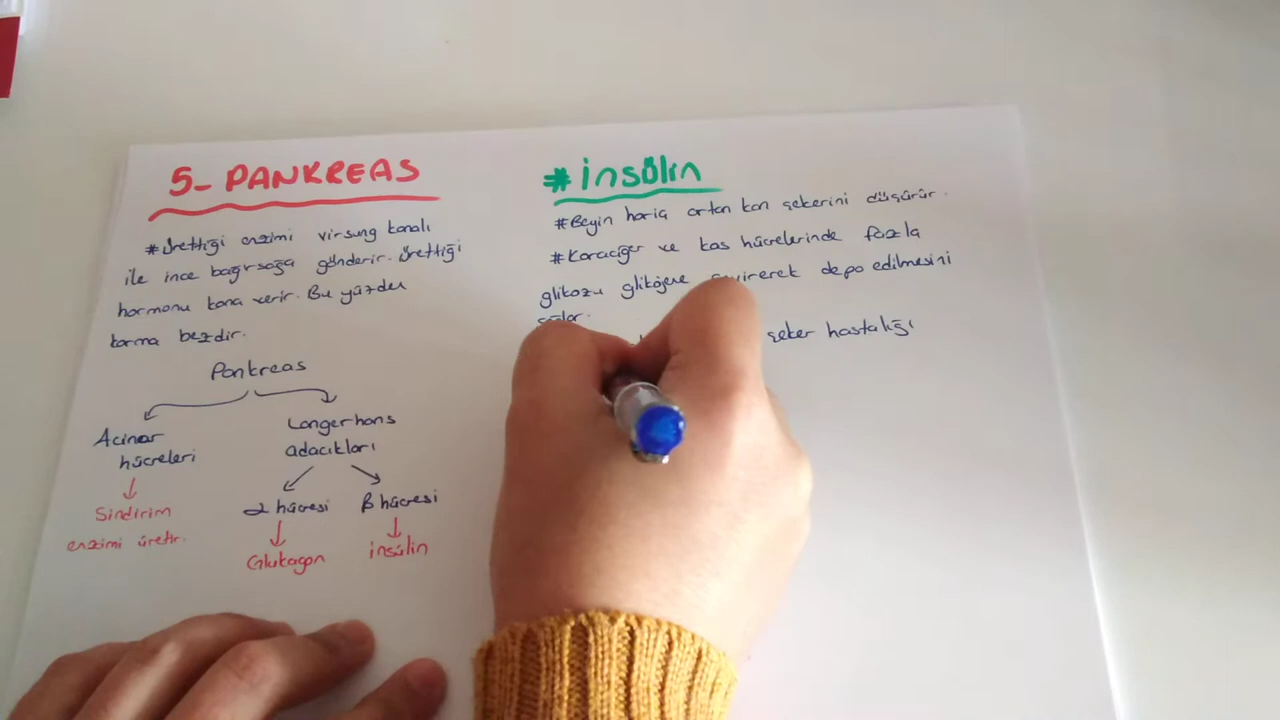 5- PANKREAS
#Ürettiği enzimi virsung kanalı
ile ince bağırsağa gönderir. Ürettiği
hormonu kana verir. Bu yüzden
karma bezdir.
Pankreas
Acinar
hücreleri
Sindirim
enzimi üretir.
Langerhans
adacıkları
α hücresi
Glukagon
β hücresi
insülin
#insülin
#Beyin hariç artan kan şekerini düşürür.
#Karaciğer ve kas hücrelerinde fazla
glikozu glikojene depo edilmesini
şeker hastalığı